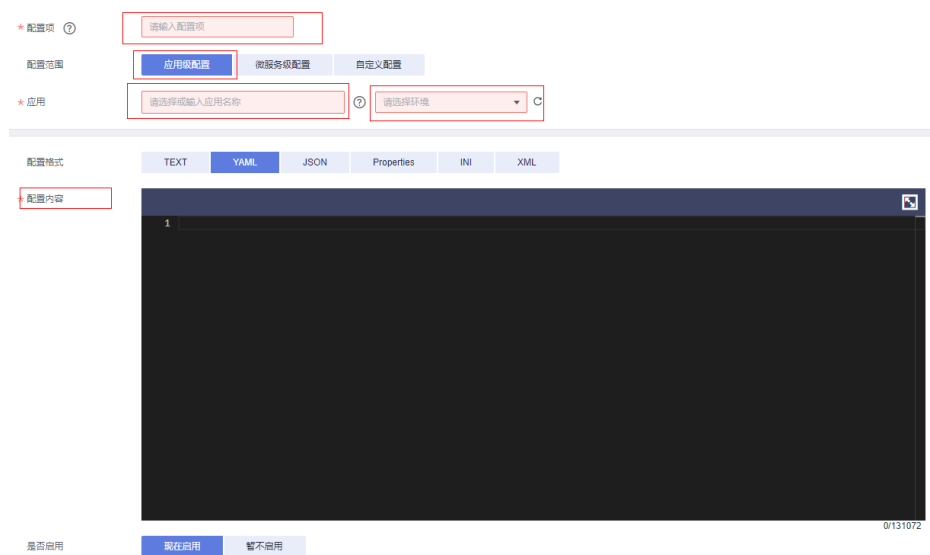 * 配置项 ? 请输入配置项
配置范围 应用级配置 微服务级配置 自定义配置
* 应用 请选择或输入应用名称 ? 请选择环境
配置格式 TEXT YAML JSON Properties INI XML
* 配置内容
1
0/131072
是否启用 现在启用 暂不启用